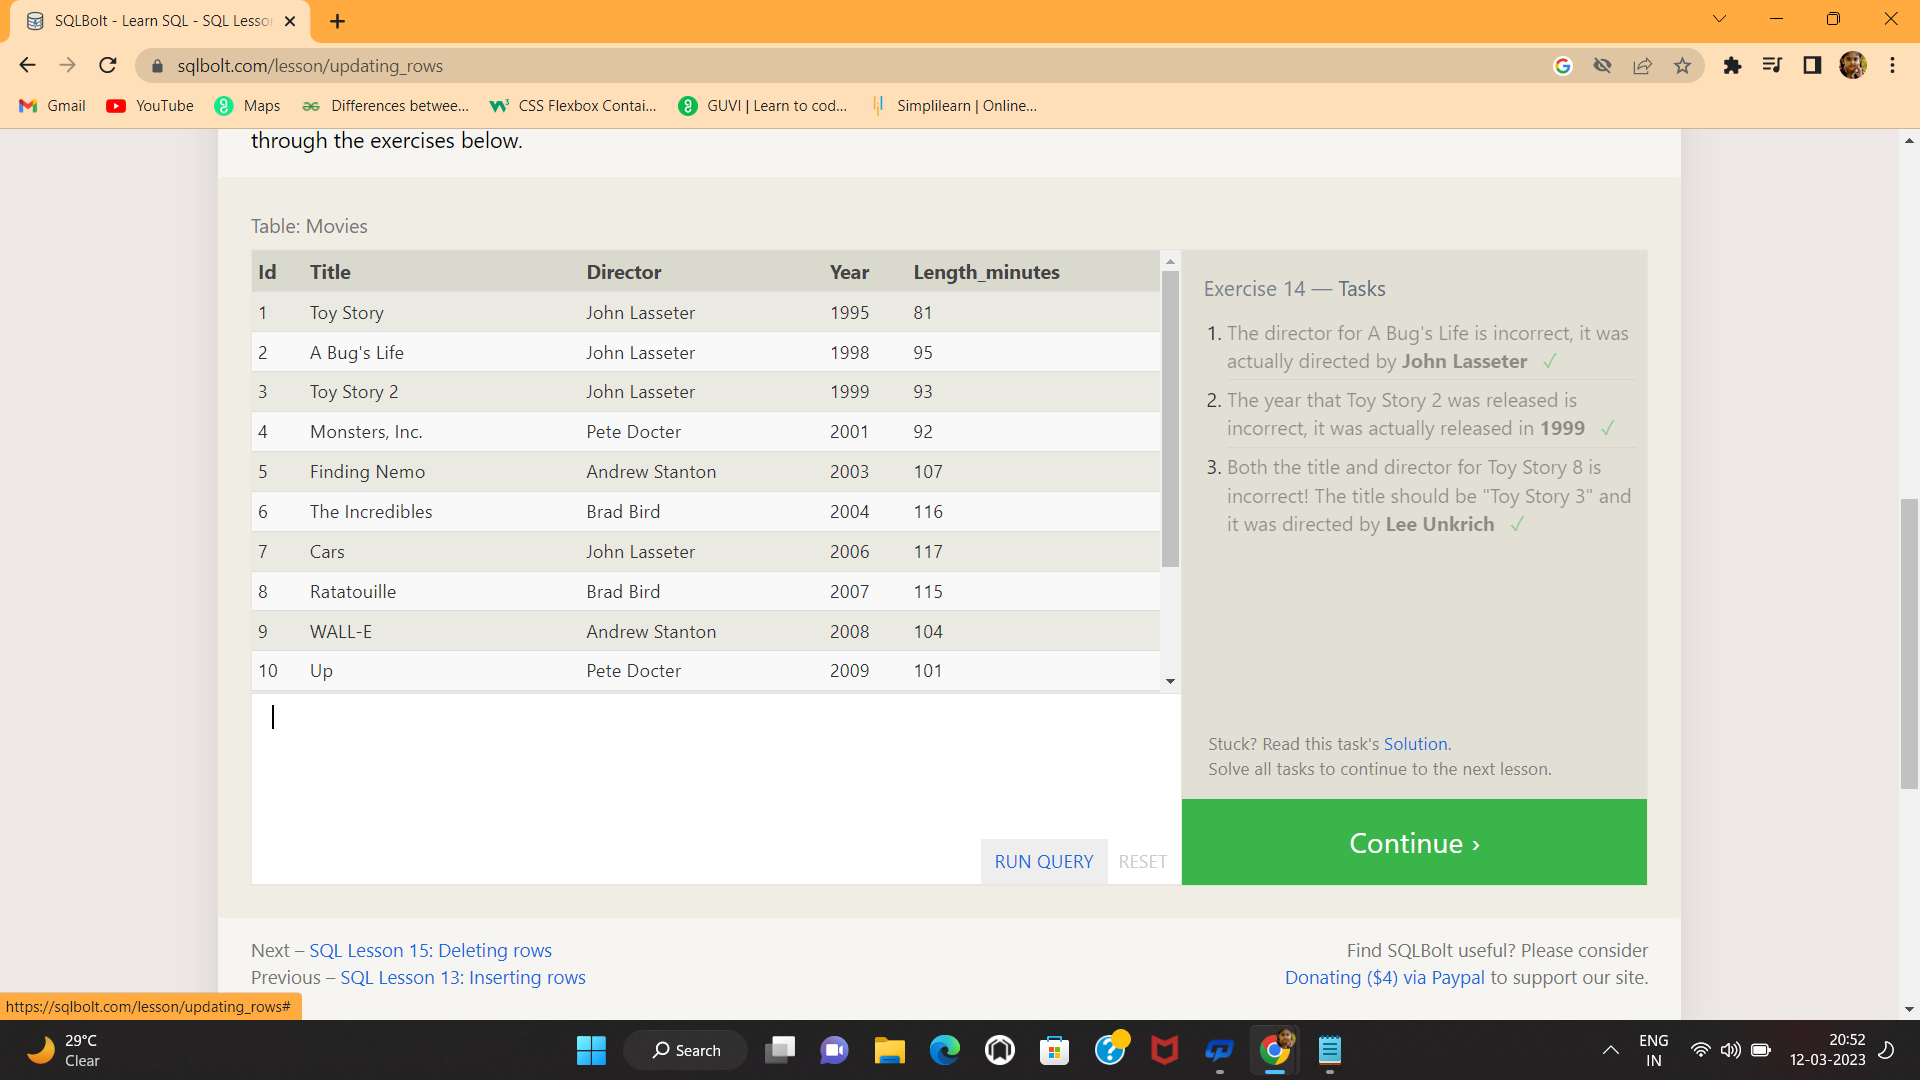 SQLBolt - Learn SQL - SQL Lesso
sqlbolt.com/lesson/updating_rows
Gmail YouTube Maps Differences betwee... CSS Flexbox Contai... GUVI | Learn to cod... Simplilearn | Online...
through the exercises below.
Table: Movies
Id Title Director Year Length_minutes
1 Toy Story John Lasseter 1995 81
2 A Bug's Life John Lasseter 1998 95
3 Toy Story 2 John Lasseter 1999 93
4 Monsters, Inc. Pete Docter 2001 92
5 Finding Nemo Andrew Stanton 2003 107
6 The Incredibles Brad Bird 2004 116
7 Cars John Lasseter 2006 117
8 Ratatouille Brad Bird 2007 115
9 WALL-E Andrew Stanton 2008 104
10 Up Pete Docter 2009 101
RUN QUERY RESET
Exercise 14 — Tasks
1. The director for A Bug's Life is incorrect, it was
actually directed by John Lasseter ✓
2. The year that Toy Story 2 was released is
incorrect, it was actually released in 1999 ✓
3. Both the title and director for Toy Story 8 is
incorrect! The title should be "Toy Story 3" and
it was directed by Lee Unkrich ✓
Stuck? Read this task's Solution.
Solve all tasks to continue to the next lesson.
Continue ›
Next – SQL Lesson 15: Deleting rows
Previous – SQL Lesson 13: Inserting rows
Find SQLBolt useful? Please consider
Donating ($4) via Paypal to support our site.
https://sqlbolt.com/lesson/updating_rows#
29°C
Clear
Search
ENG
IN
20:52
12-03-2023